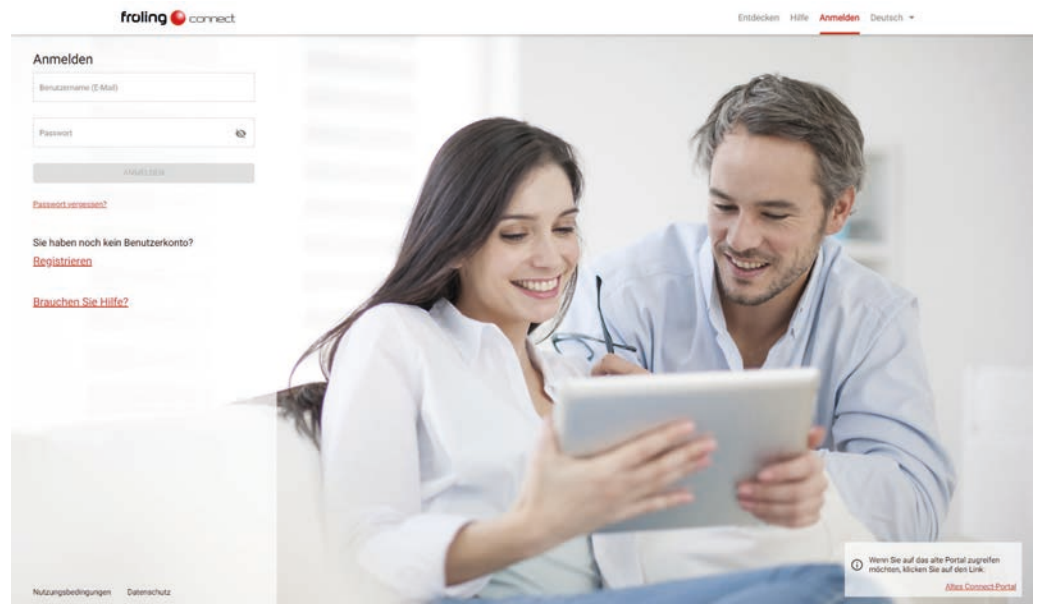 froling connect
Entdecken Hilfe Anmelden Deutsch
Anmelden
Benutzername (E-Mail)
Passwort
ANMELDEN
Passwort vergessen?
Sie haben noch kein Benutzerkonto?
Registrieren
Brauchen Sie Hilfe?
Wenn Sie auf das alte Portal zugreifen
möchten, klicken Sie auf den Link:
Altes Connect-Portal
Nutzungsbedingungen Datenschutz